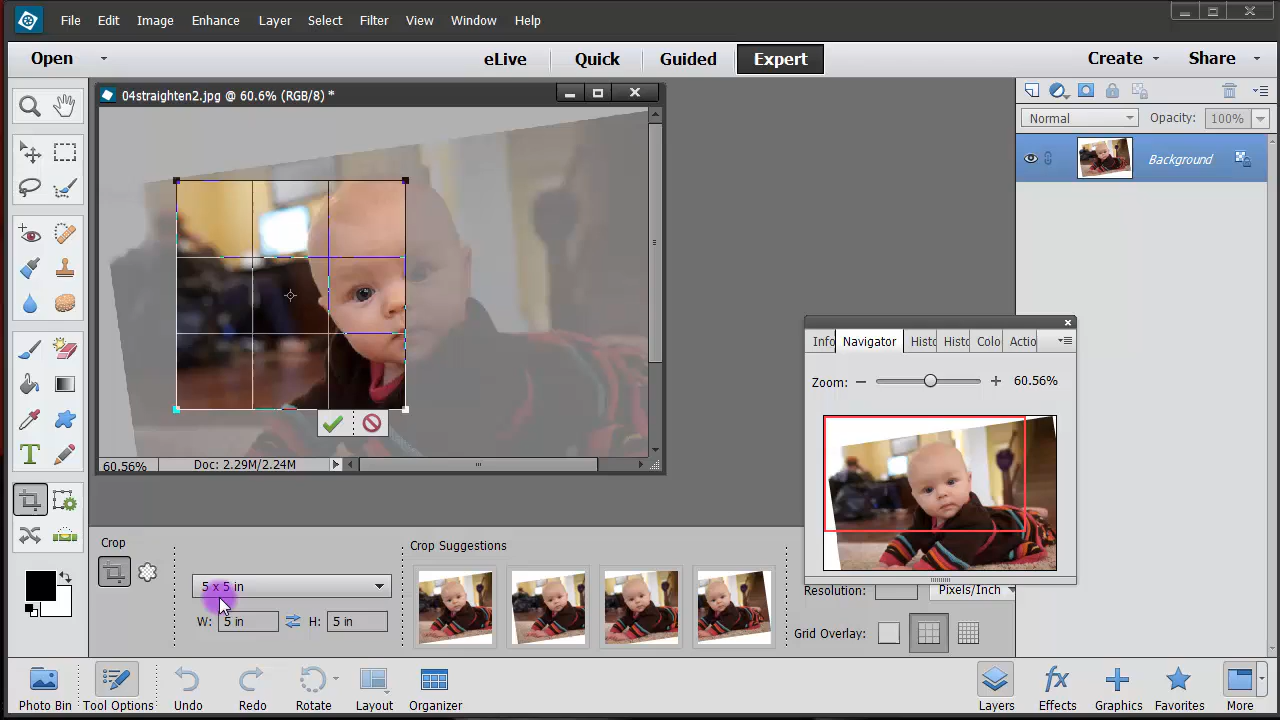 File Edit Image Enhance Layer Select Filter View Window Help
Open eLive Quick Guided Expert Create Share
04straighten2.jpg @ 60.6% (RGB/8) *
Normal Opacity: 100%
Background
Info Navigator Histo Histo Colo Actio
Zoom: 60.56%
60.56% Doc: 2.29M/2.24M
Crop Crop Suggestions
5 x 5 in Resolution: Pixels/Inch
W: 5 in H: 5 in Grid Overlay:
T
fx
Photo Bin Tool Options Undo Redo Rotate Layout Organizer Layers Effects Graphics Favorites More